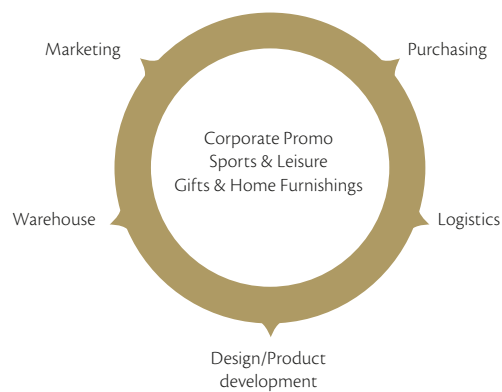 Marketing
Purchasing
Corporate Promo
Sports & Leisure
Gifts & Home Furnishings
Warehouse
Logistics
Design/Product
development